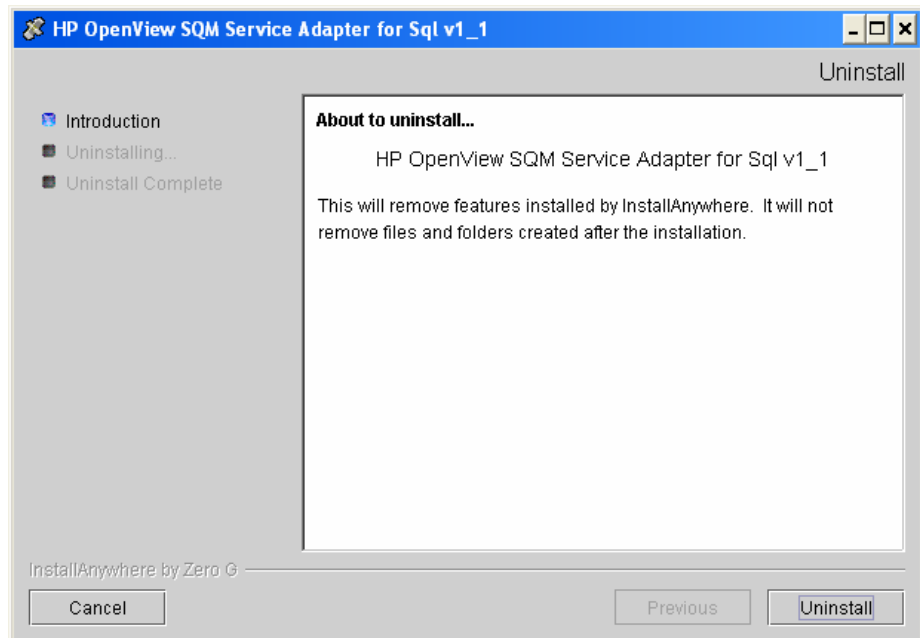 HP OpenView SQM Service Adapter for Sql v1_1
Uninstall
Introduction
Uninstalling...
Uninstall Complete
About to uninstall...
HP OpenView SQM Service Adapter for Sql v1_1
This will remove features installed by InstallAnywhere. It will not
remove files and folders created after the installation.
InstallAnywhere by Zero G
Cancel
Previous
Uninstall